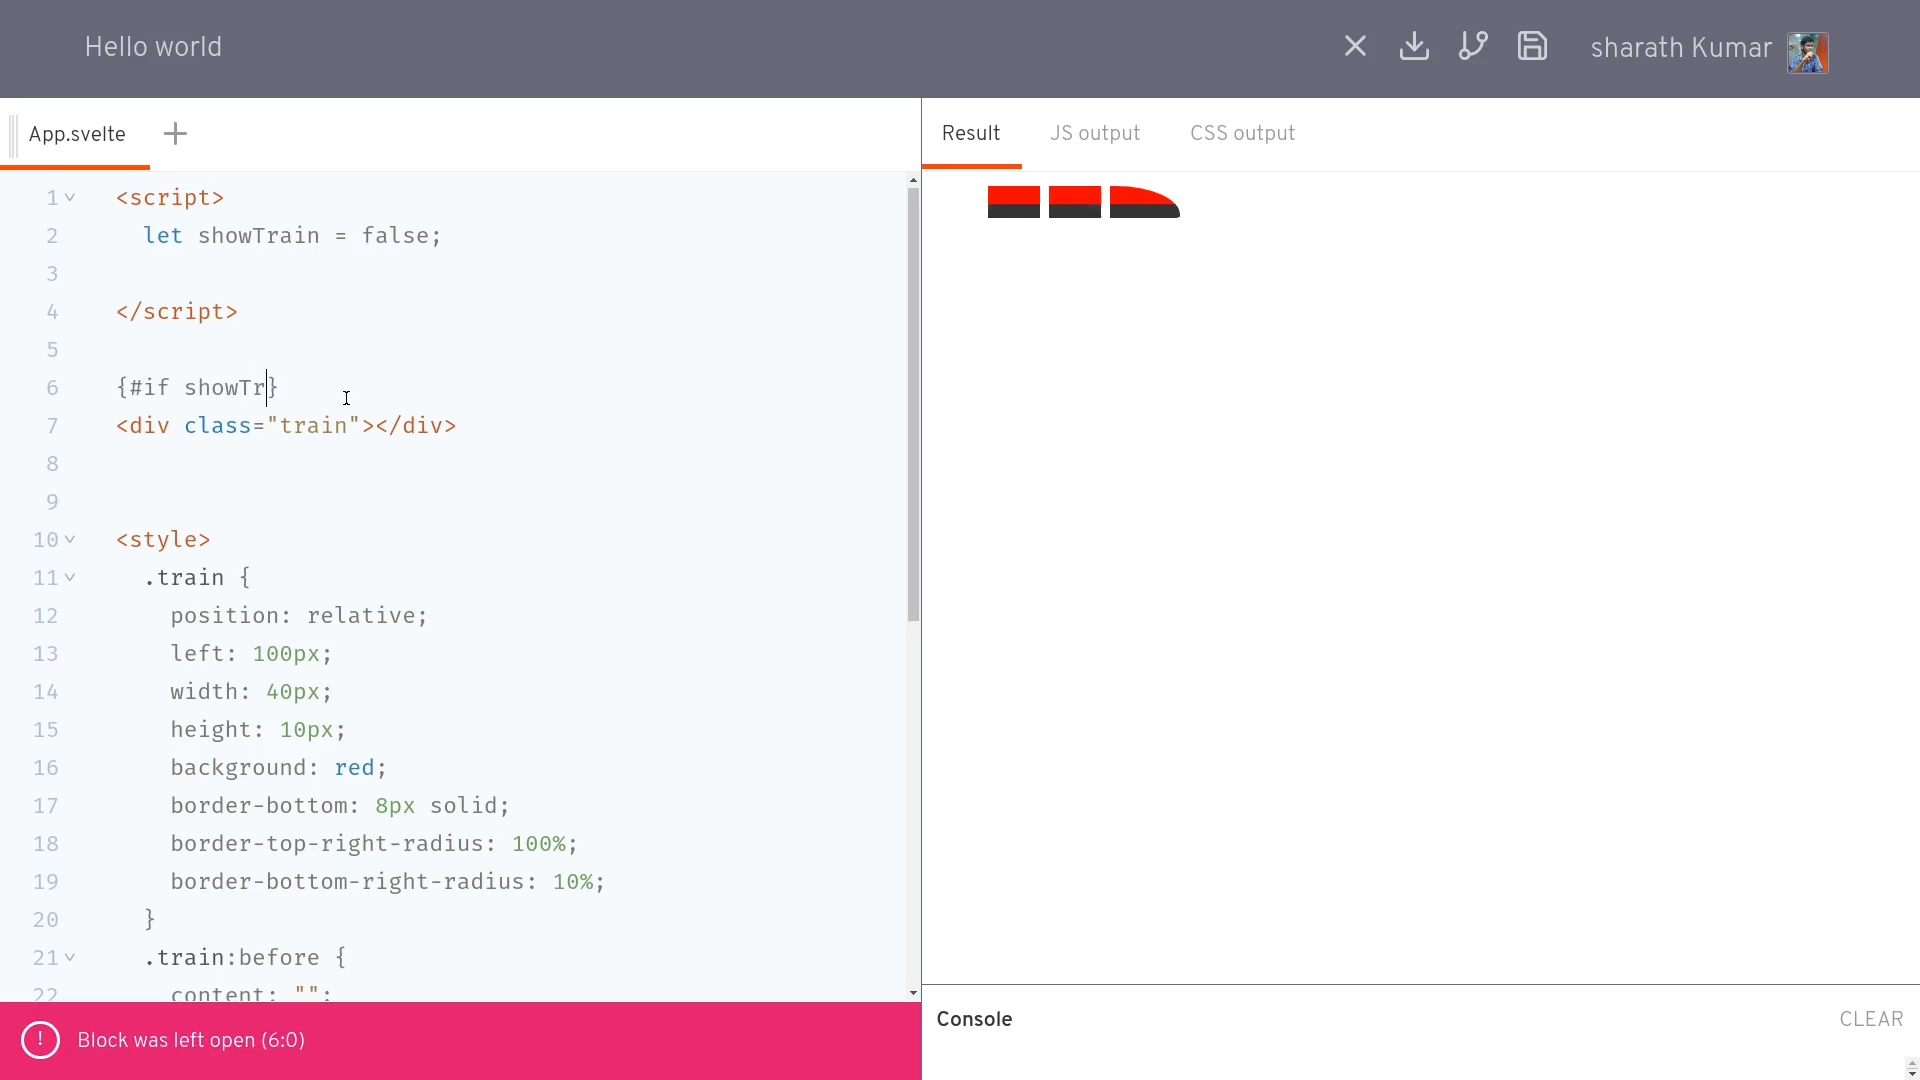 Hello world
sharath Kumar
App.svelte
Result JS output CSS output
1 <script>
2 let showTrain = false;
3
4 </script>
5
6 {#if showTr}
7 <div class="train"></div>
8
9
10 <style>
11 .train {
12 position: relative;
13 left: 100px;
14 width: 40px;
15 height: 10px;
16 background: red;
17 border-bottom: 8px solid;
18 border-top-right-radius: 100%;
19 border-bottom-right-radius: 10%;
20 }
21 .train:before {
22 content: "";
! Block was left open (6:0)
Console CLEAR